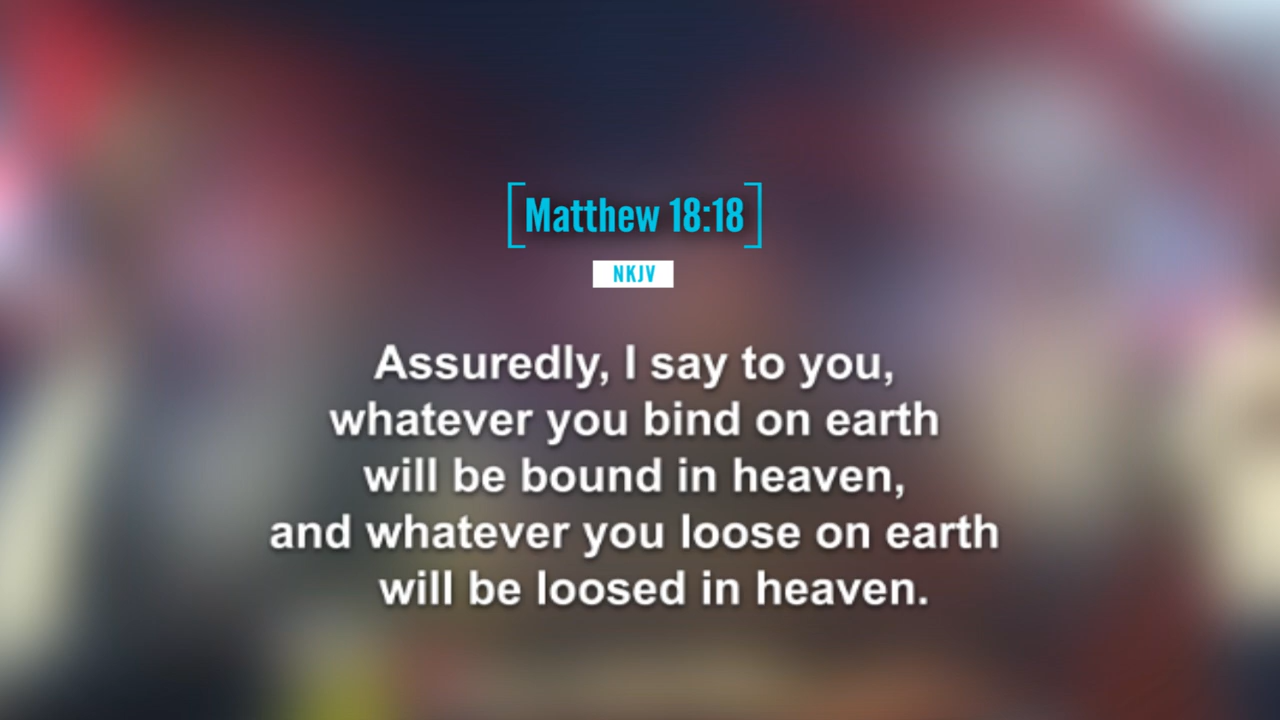 [Matthew 18:18]
NKJV
Assuredly, I say to you,
whatever you bind on earth
will be bound in heaven,
and whatever you loose on earth
will be loosed in heaven.